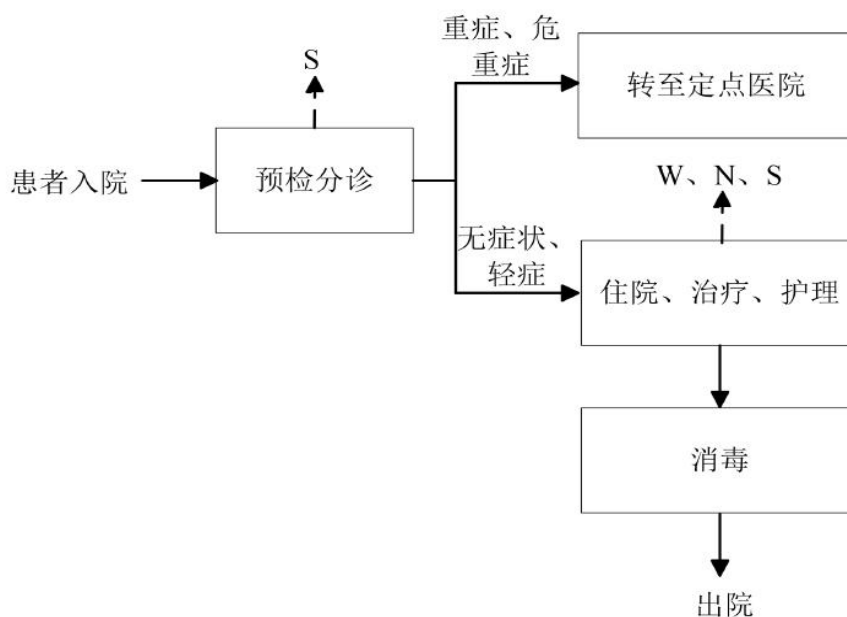 S
重症、危
重症
转至定点医院
患者入院
预检分诊
W、N、S
无症状、
轻症
住院、治疗、护理
消毒
出院